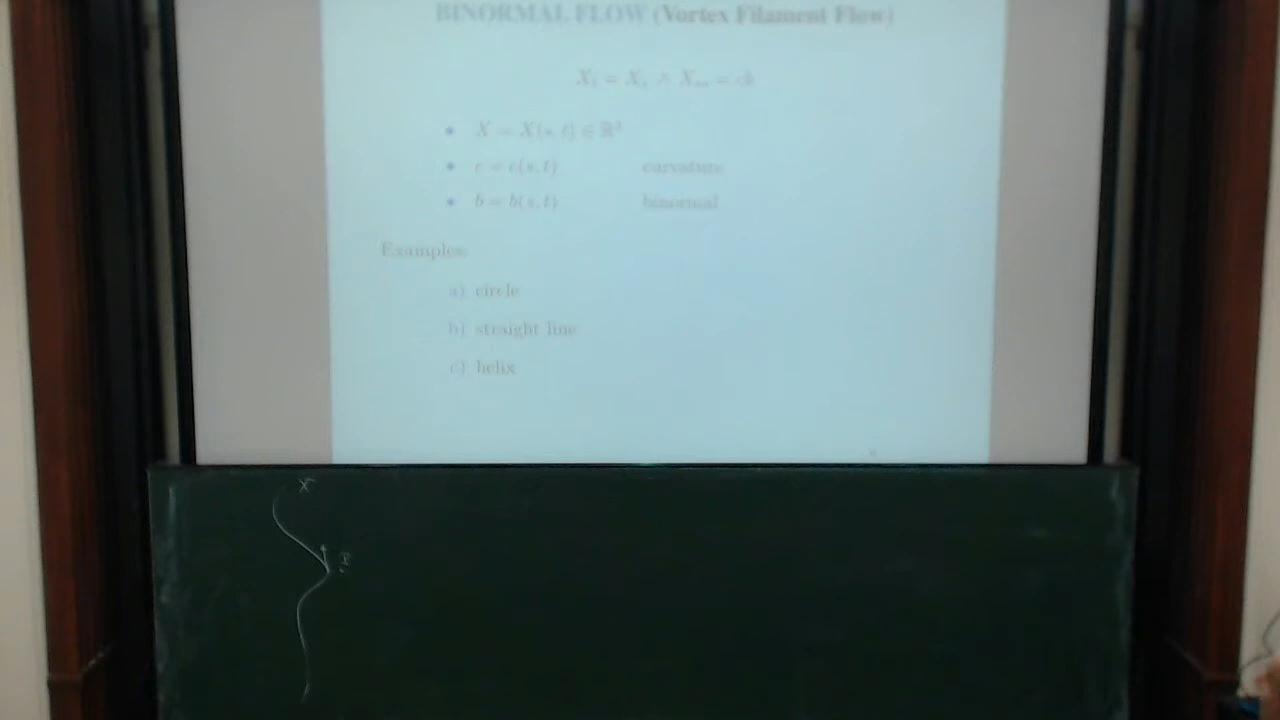 BINORMAL FLOW (Vortex Filament Flow)
X_t = X_s ∧ X_ss = cb
• X = X(s, t) ∈ ℝ³
• c = c(s, t) curvature
• b = b(s, t) binormal
Examples:
a) circle
b) straight line
c) helix
X